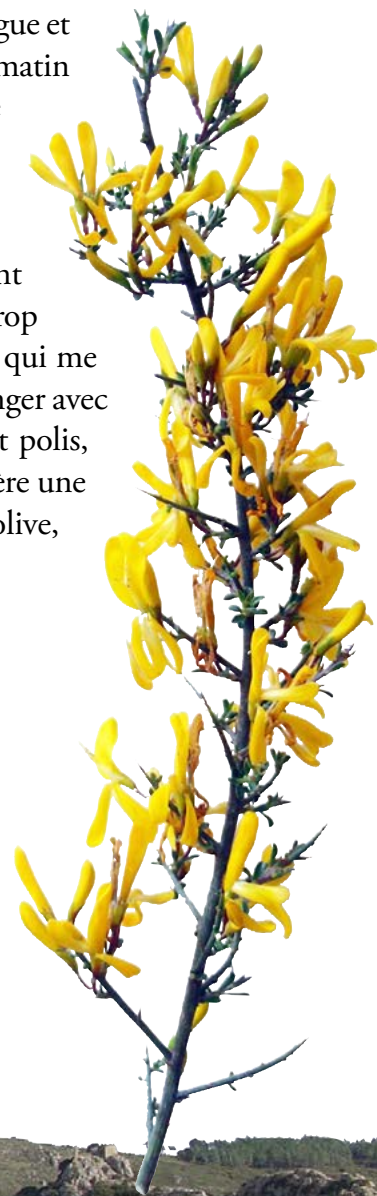 gue et
matin
nt
rop
qui me
nger avec
t polis,
ère une
olive,